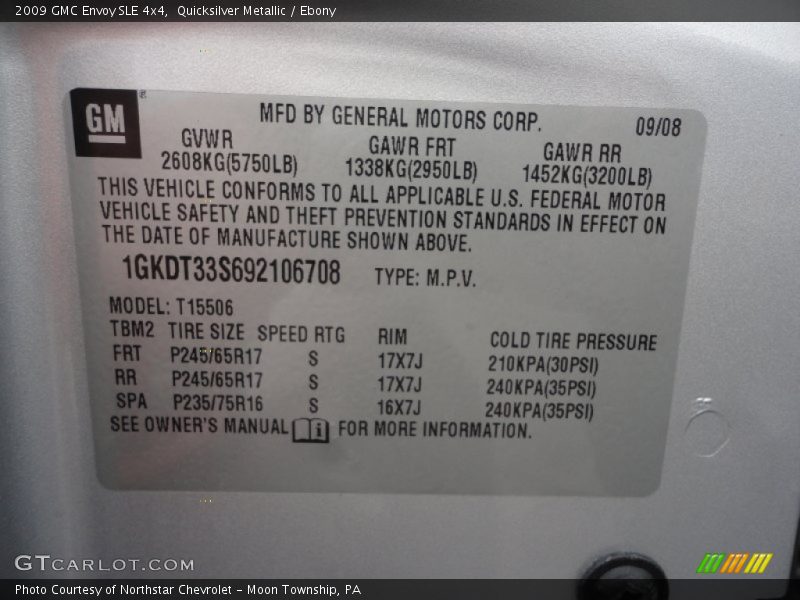 2009 GMC Envoy SLE 4x4, Quicksilver Metallic / Ebony
GM
MFD BY GENERAL MOTORS CORP. 09/08
GVWR GAWR FRT GAWR RR
2608KG(5750LB) 1338KG(2950LB) 1452KG(3200LB)
THIS VEHICLE CONFORMS TO ALL APPLICABLE U.S. FEDERAL MOTOR
VEHICLE SAFETY AND THEFT PREVENTION STANDARDS IN EFFECT ON
THE DATE OF MANUFACTURE SHOWN ABOVE.
1GKDT33S692106708 TYPE: M.P.V.
MODEL: T15506
TBM2 TIRE SIZE SPEED RTG RIM COLD TIRE PRESSURE
FRT P245/65R17 S 17X7J 210KPA(30PSI)
RR P245/65R17 S 17X7J 240KPA(35PSI)
SPA P235/75R16 S 16X7J 240KPA(35PSI)
SEE OWNER'S MANUAL i FOR MORE INFORMATION.
GTCARLOT.COM
Photo Courtesy of Northstar Chevrolet - Moon Township, PA